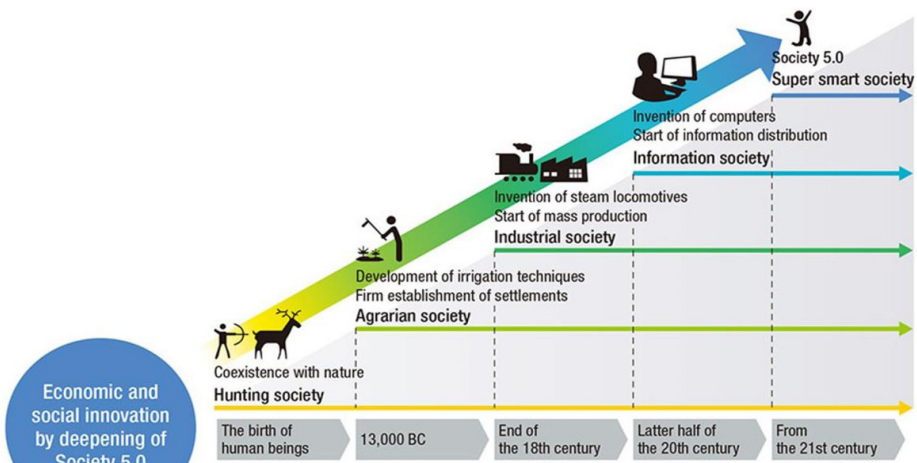 Society 5.0
Super smart society
Invention of computers
Start of information distribution
Information society
Invention of steam locomotives
Start of mass production
Industrial society
Development of irrigation techniques
Firm establishment of settlements
Agrarian society
Coexistence with nature
Hunting society
Economic and
social innovation
by deepening of
Society 5.0
The birth of
human beings
13,000 BC
End of
the 18th century
Latter half of
the 20th century
From
the 21st century